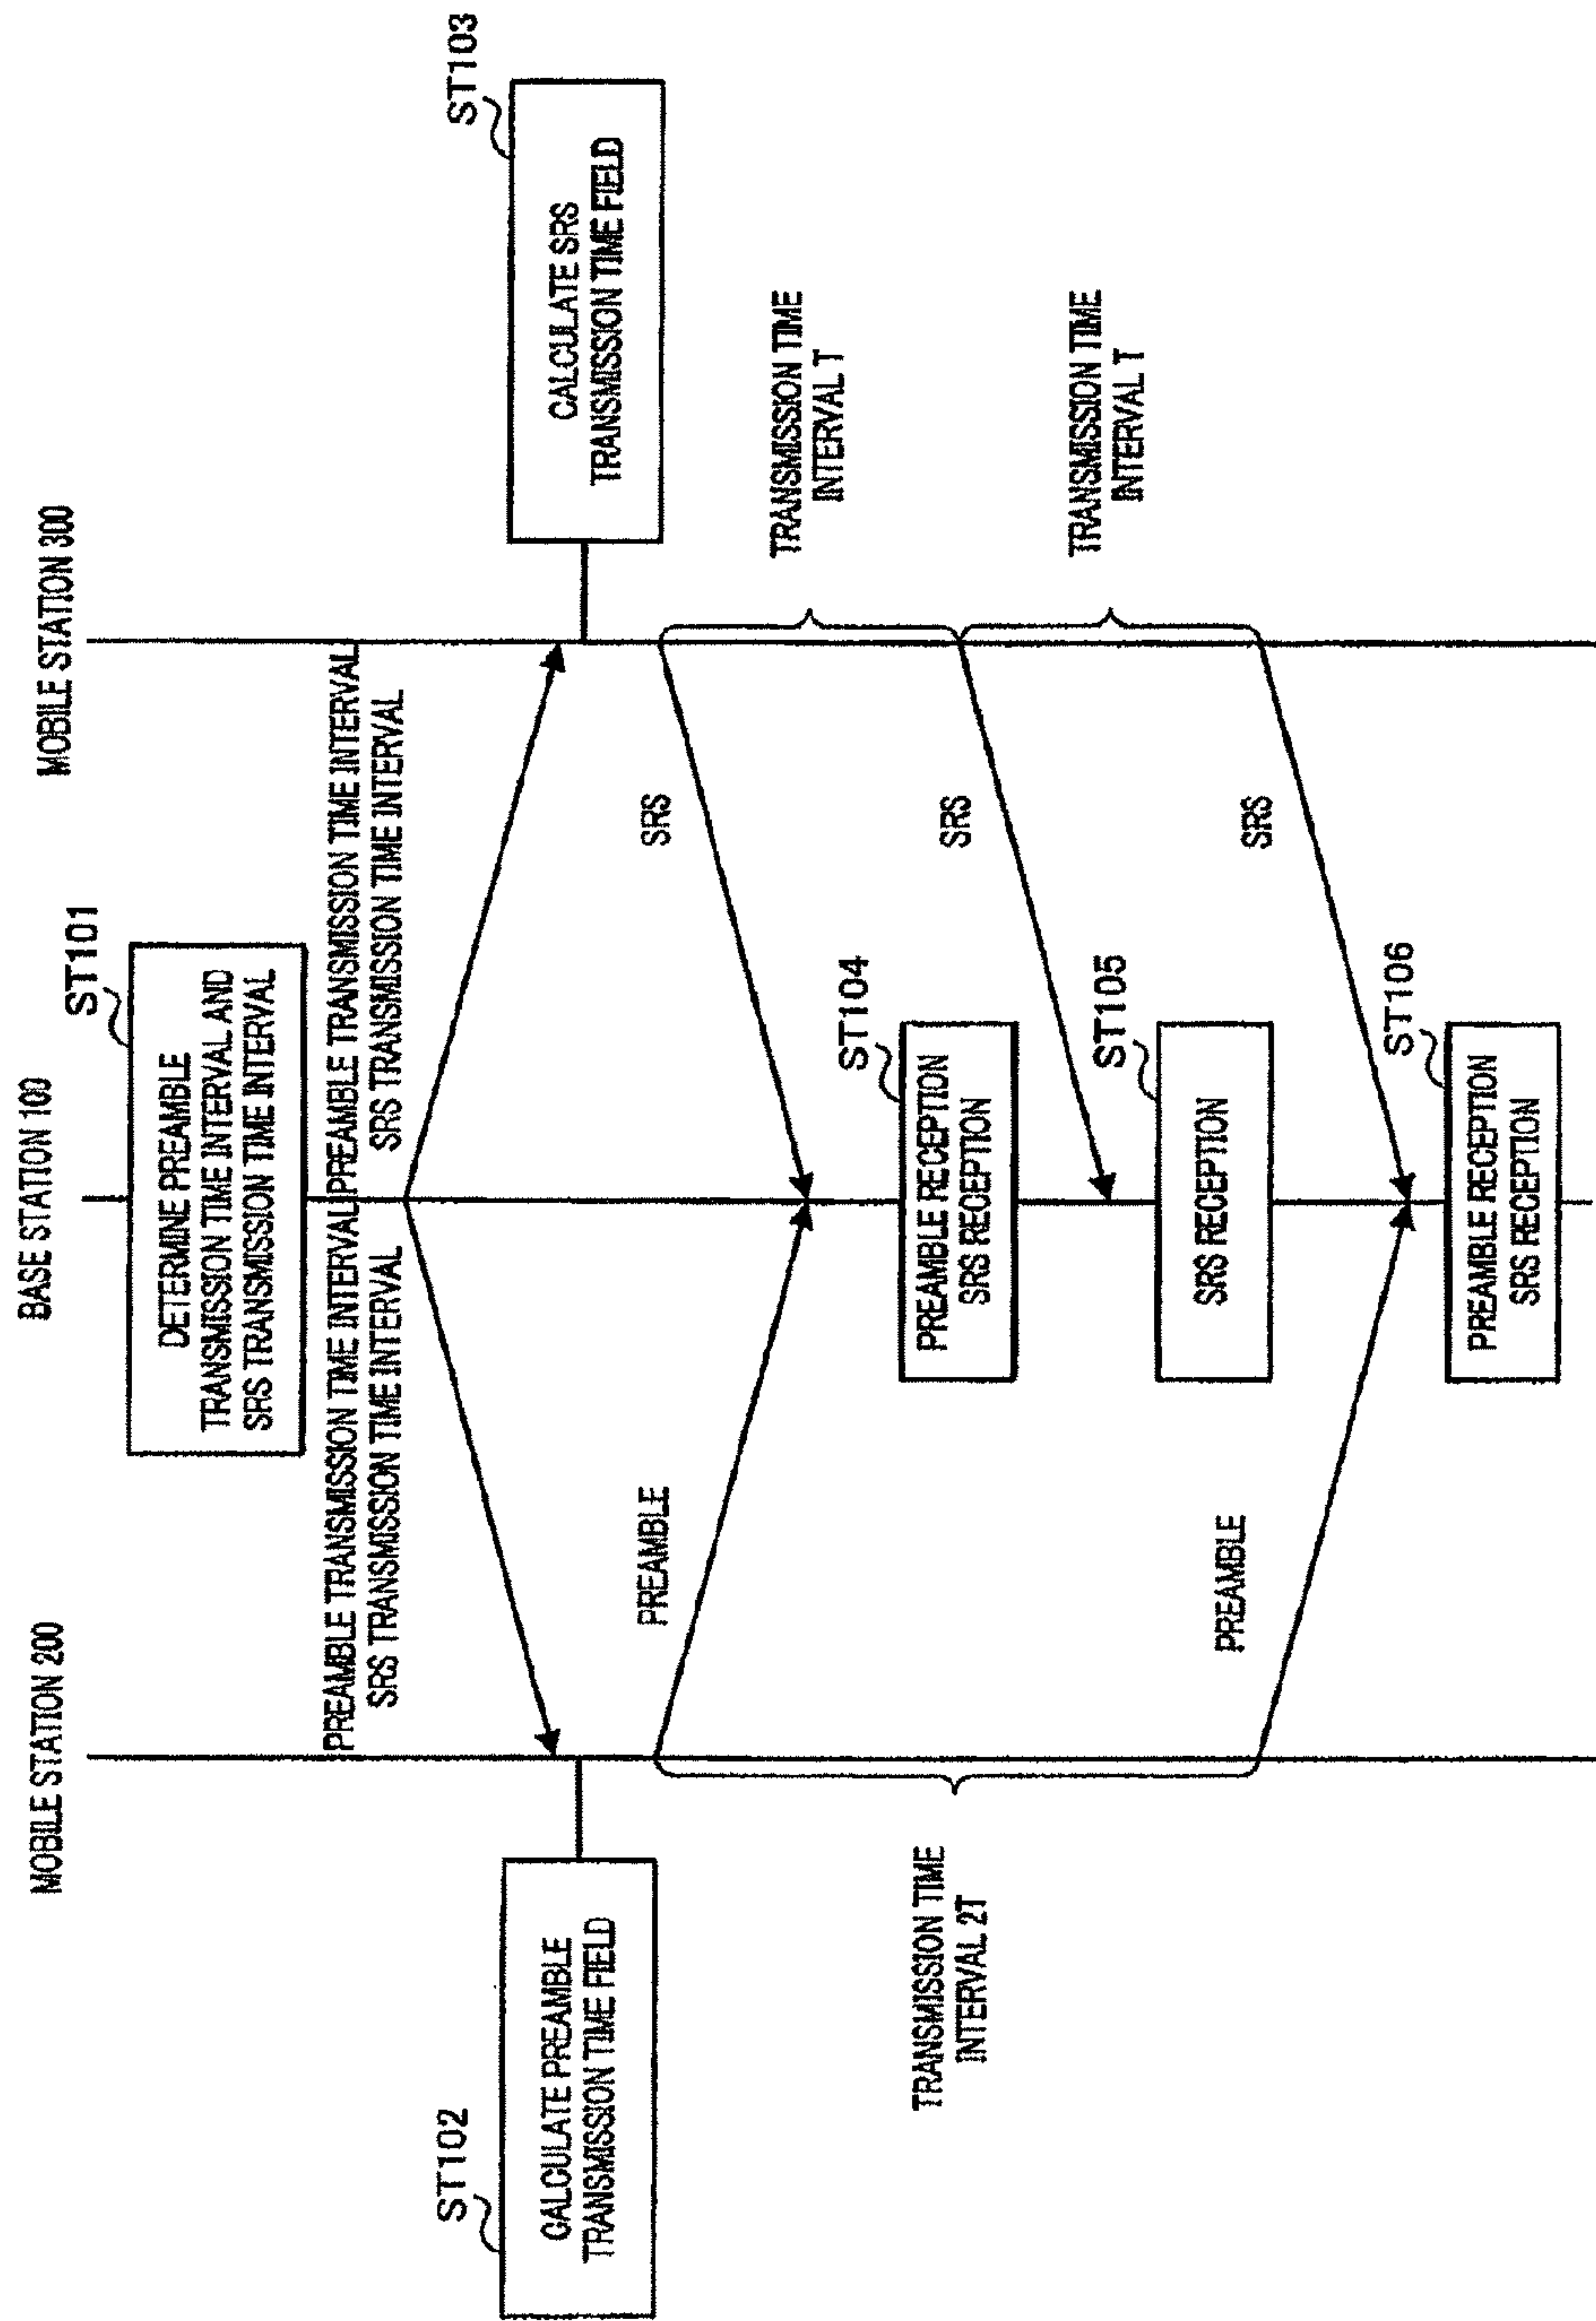 MOBILE STATION 200
BASE STATION 100
MOBILE STATION 300
ST101
DETERMINE PREAMBLE
TRANSMISSION TIME INTERVAL AND
SRS TRANSMISSION TIME INTERVAL
PREAMBLE TRANSMISSION TIME INTERVAL
SRS TRANSMISSION TIME INTERVAL
PREAMBLE TRANSMISSION TIME INTERVAL
SRS TRANSMISSION TIME INTERVAL
ST102
CALCULATE PREAMBLE
TRANSMISSION TIME FIELD
ST103
CALCULATE SRS
TRANSMISSION TIME FIELD
PREAMBLE
SRS
TRANSMISSION TIME
INTERVAL T
ST104
PREAMBLE RECEPTION
SRS RECEPTION
TRANSMISSION TIME
INTERVAL 2T
SRS
TRANSMISSION TIME
INTERVAL T
ST105
SRS RECEPTION
PREAMBLE
SRS
ST106
PREAMBLE RECEPTION
SRS RECEPTION